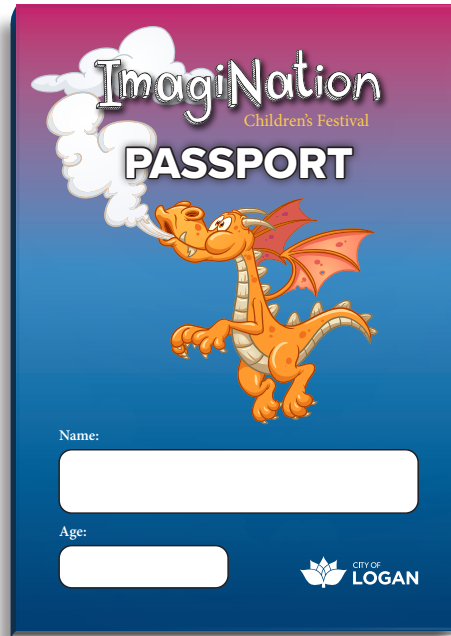 ImagiNation
Children's Festival
PASSPORT
Name:
Age:
CITY OF
LOGAN